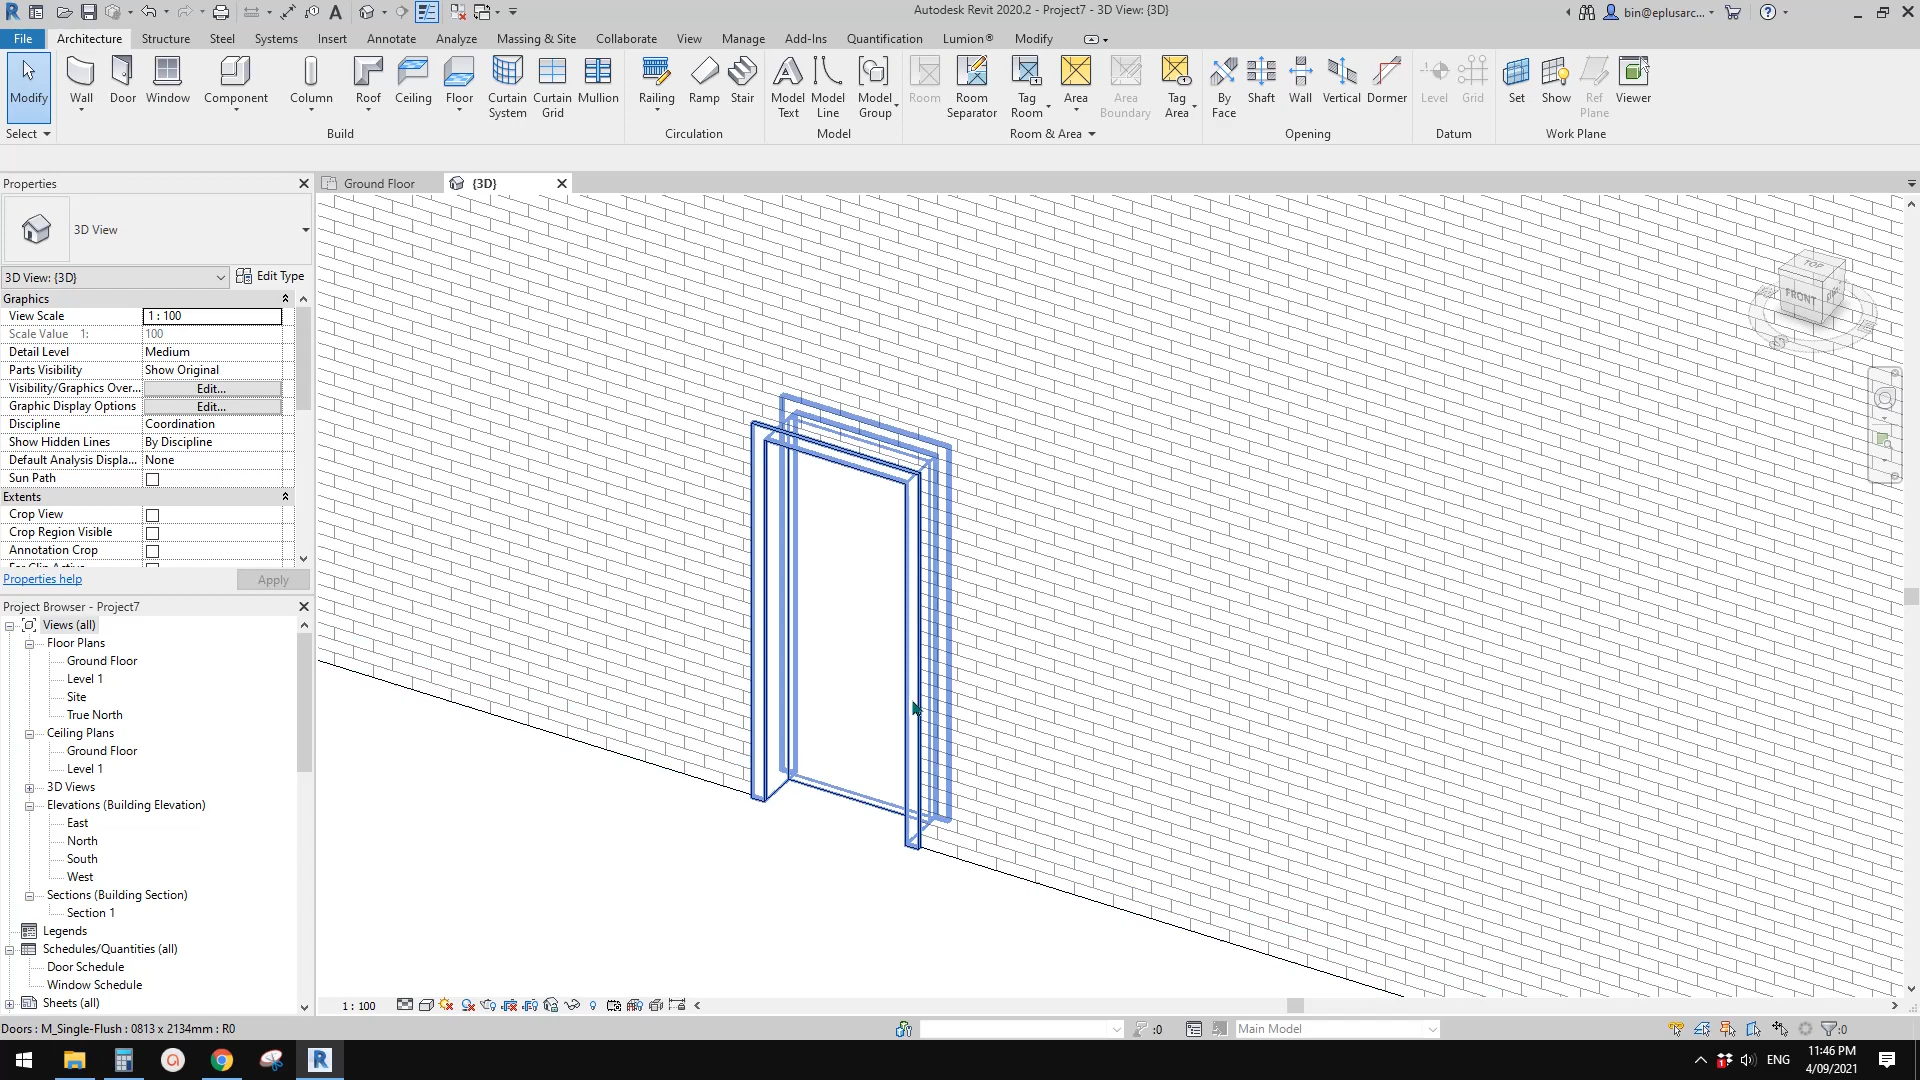 Autodesk Revit 2020.2 - Project7 - 3D View: {3D}
bin@eplusarc...
File Architecture Structure Steel Systems Insert Annotate Analyze Massing & Site Collaborate View Manage Add-Ins Quantification Lumion® Modify
Modify
Wall
Door
Window
Component
Column
Roof
Ceiling
Floor
Curtain System
Curtain Grid
Mullion
Railing
Ramp
Stair
Model Text
Model Line
Model Group
Room
Room Separator
Tag Room
Area
Area Boundary
Tag Area
By Face
Shaft
Wall
Vertical
Dormer
Level
Grid
Set
Show
Ref Plane
Viewer
Select Build Circulation Model Room & Area Opening Datum Work Plane
Properties
Ground Floor
{3D}
3D View
3D View: {3D}
Edit Type
Graphics
View Scale 1 : 100
Scale Value 1: 100
Detail Level Medium
Parts Visibility Show Original
Visibility/Graphics Over... Edit...
Graphic Display Options Edit...
Discipline Coordination
Show Hidden Lines By Discipline
Default Analysis Displa... None
Sun Path
Extents
Crop View
Crop Region Visible
Annotation Crop
Properties help
Apply
Project Browser - Project7
Views (all)
Floor Plans
Ground Floor
Level 1
Site
True North
Ceiling Plans
Ground Floor
Level 1
3D Views
Elevations (Building Elevation)
East
North
South
West
Sections (Building Section)
Section 1
Legends
Schedules/Quantities (all)
Door Schedule
Window Schedule
Sheets (all)
TOP
FRONT
1 : 100
Doors : M_Single-Flush : 0813 x 2134mm : R0
:0
Main Model
:0
ENG
11:46 PM
4/09/2021